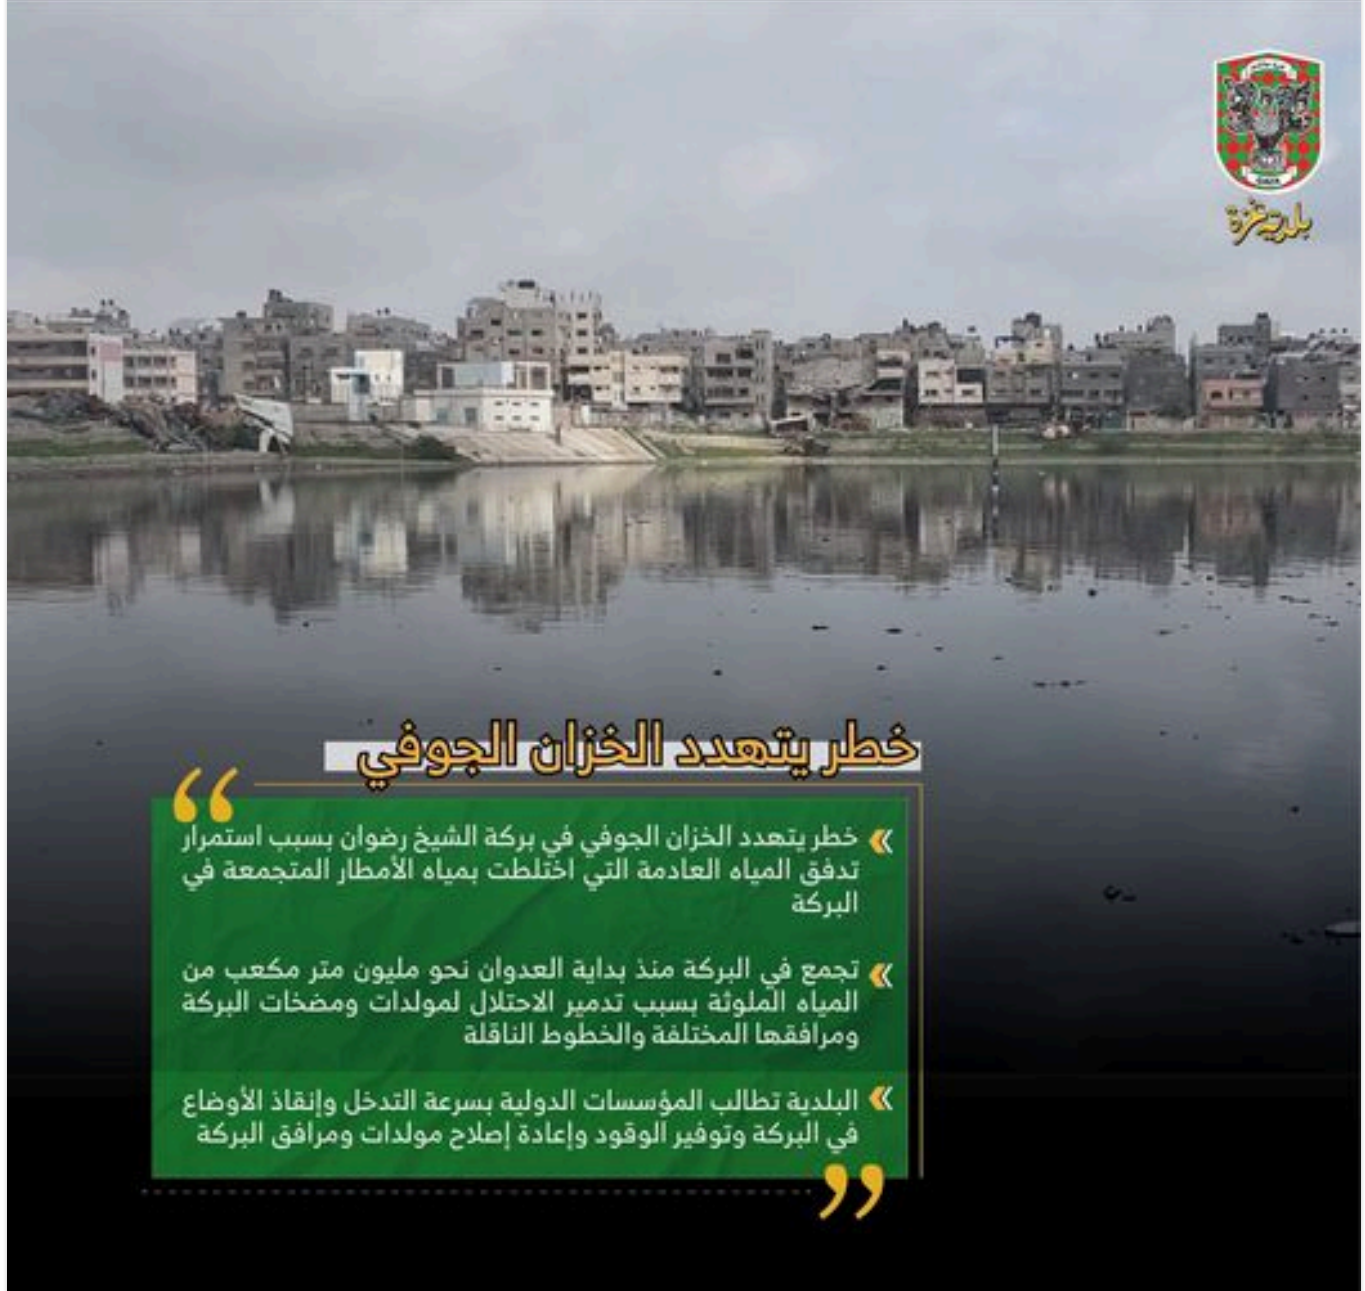 GAZA
بلدية غزة
خطر يتهدد الخزان الجوفي
خطر يتهدد الخزان الجوفي في بركة الشيخ رضوان بسبب استمرار
تدفق المياه العادمة التي اختلطت بمياه الأمطار المتجمعة في
البركة
تجمع في البركة منذ بداية العدوان نحو مليون متر مكعب من
المياه الملوثة بسبب تدمير الاحتلال لمولدات ومضخات البركة
ومرافقها المختلفة والخطوط الناقلة
البلدية تطالب المؤسسات الدولية بسرعة التدخل وإنقاذ الأوضاع
في البركة وتوفير الوقود وإعادة إصلاح مولدات ومرافق البركة